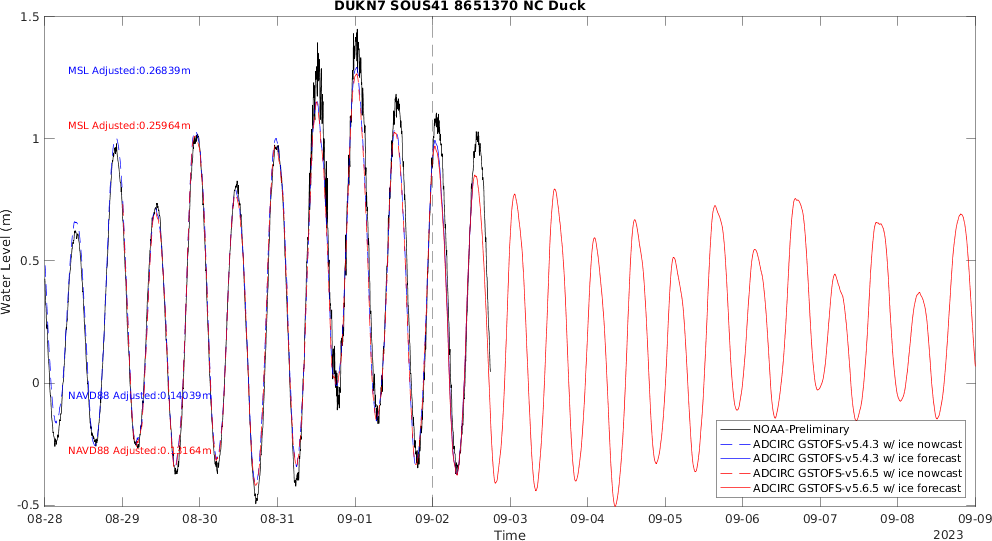 DUKN7 SOUS41 8651370 NC Duck
1.5
MSL Adjusted:0.26839m
MSL Adjusted:0.25964m
1
0.5
0
-0.5
Water Level (m)
NAVD88 Adjusted:0.14039m
NAVD88 Adjusted:0.13164m
NOAA-Preliminary
ADCIRC GSTOFS-v5.4.3 w/ ice nowcast
ADCIRC GSTOFS-v5.4.3 w/ ice forecast
ADCIRC GSTOFS-v5.6.5 w/ ice nowcast
ADCIRC GSTOFS-v5.6.5 w/ ice forecast
08-28 08-29 08-30 08-31 09-01 09-02 09-03 09-04 09-05 09-06 09-07 09-08 09-09
Time
2023